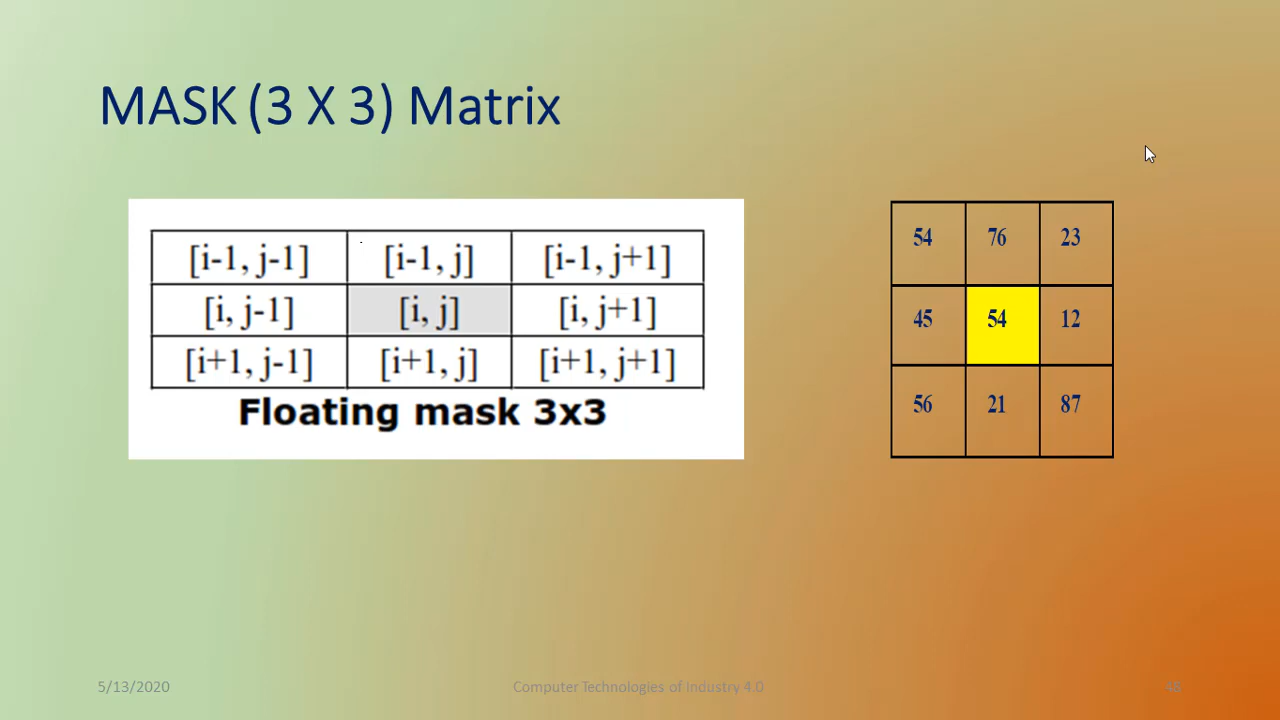 MASK (3 X 3) Matrix
[i-1, j-1] [i-1, j] [i-1, j+1]
[i, j-1] [i, j] [i, j+1]
[i+1, j-1] [i+1, j] [i+1, j+1]
Floating mask 3x3
54 76 23
45 54 12
56 21 87
5/13/2020 Computer Technologies of industry 4.0 48